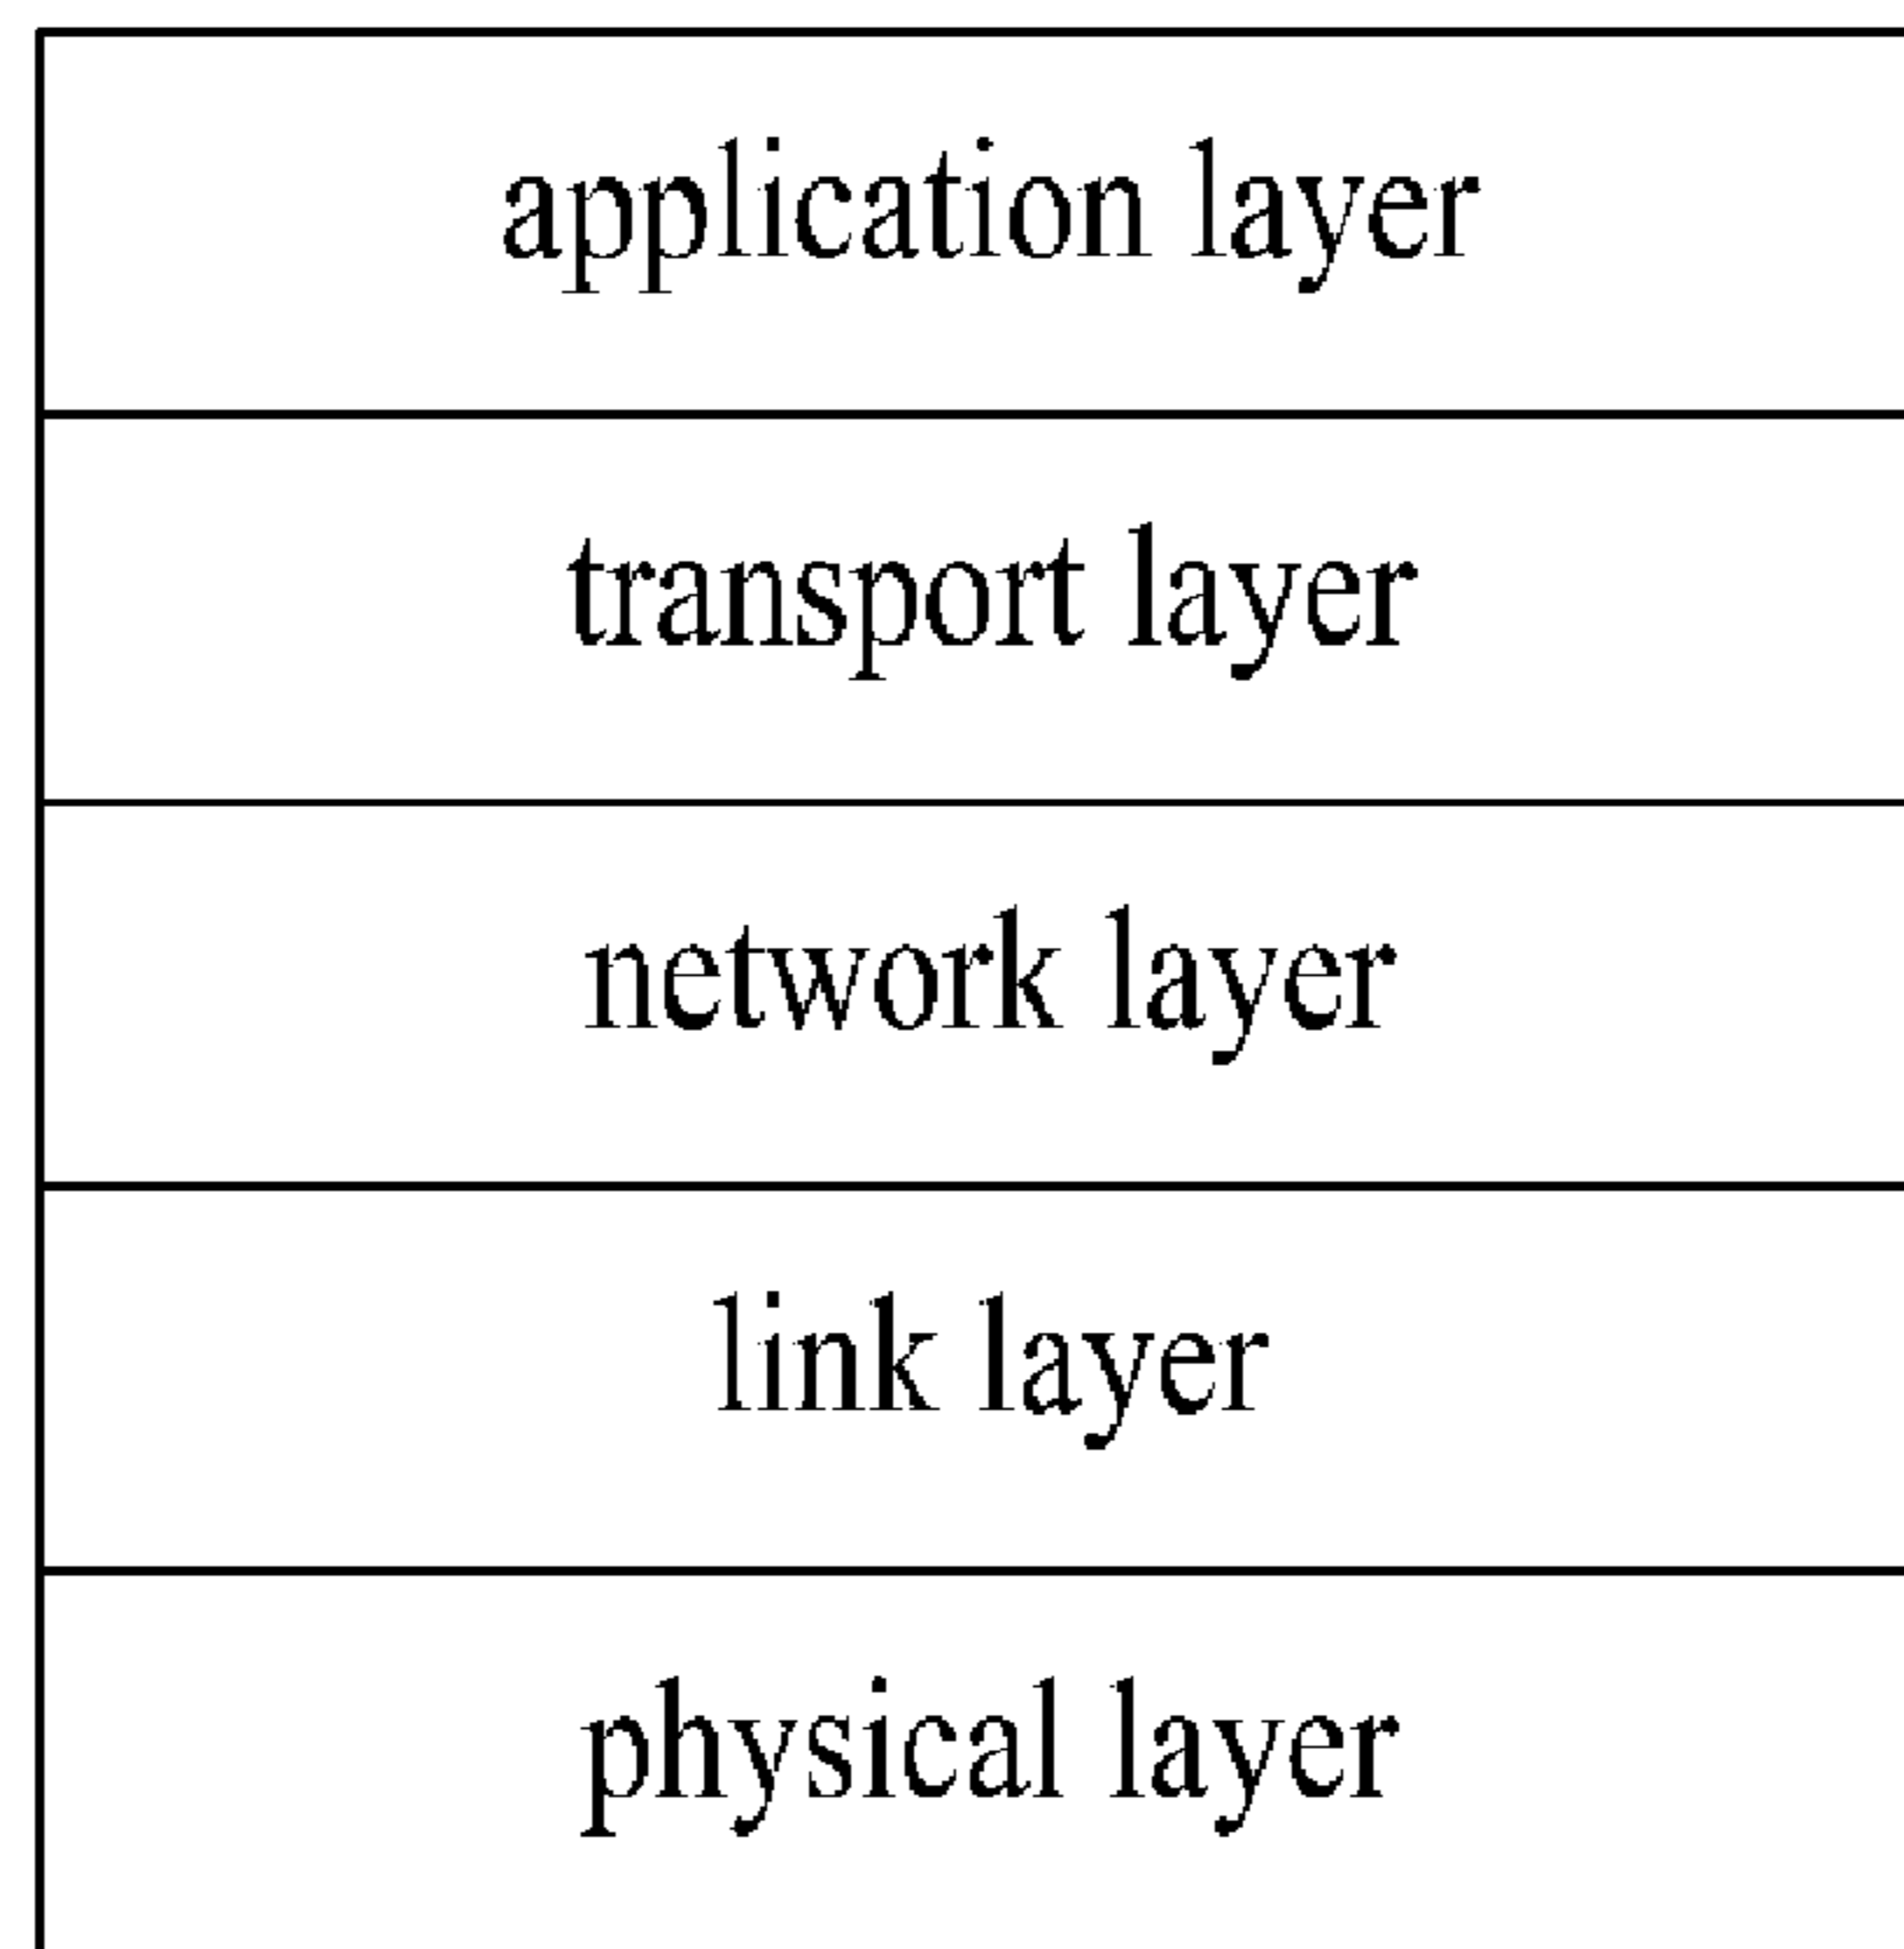 application layer
transport layer
network layer
link layer
physical layer